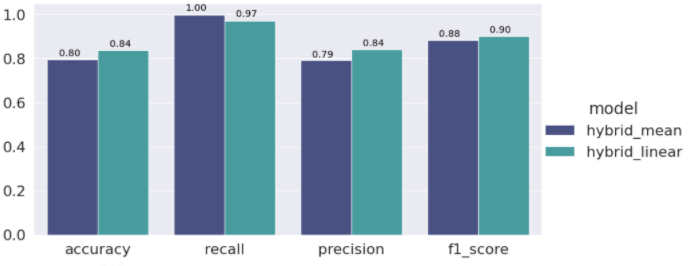 1.0
0.8
0.6
0.4
0.2
0.0
0.80
0.84
1.00
0.97
0.79
0.84
0.88
0.90
accuracy
recall
precision
f1_score
model
hybrid_mean
hybrid_linear